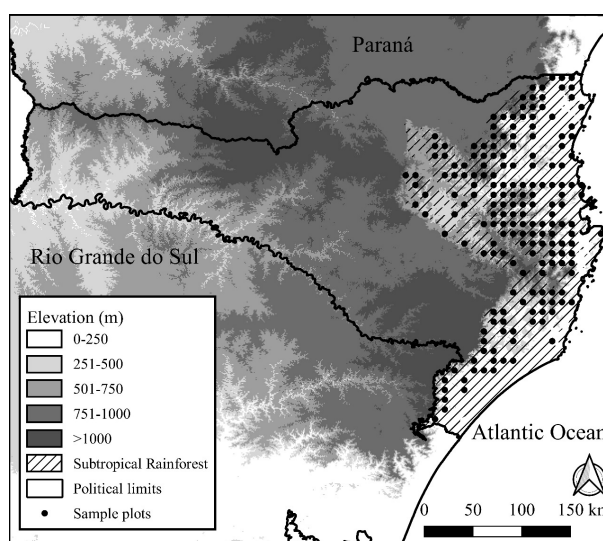 Paraná
Rio Grande do Sul
Elevation (m)
0-250
251-500
501-750
751-1000
>1000
Subtropical Rainforest
Political limits
Sample plots
Atlantic Ocean
0 50 100 150 km